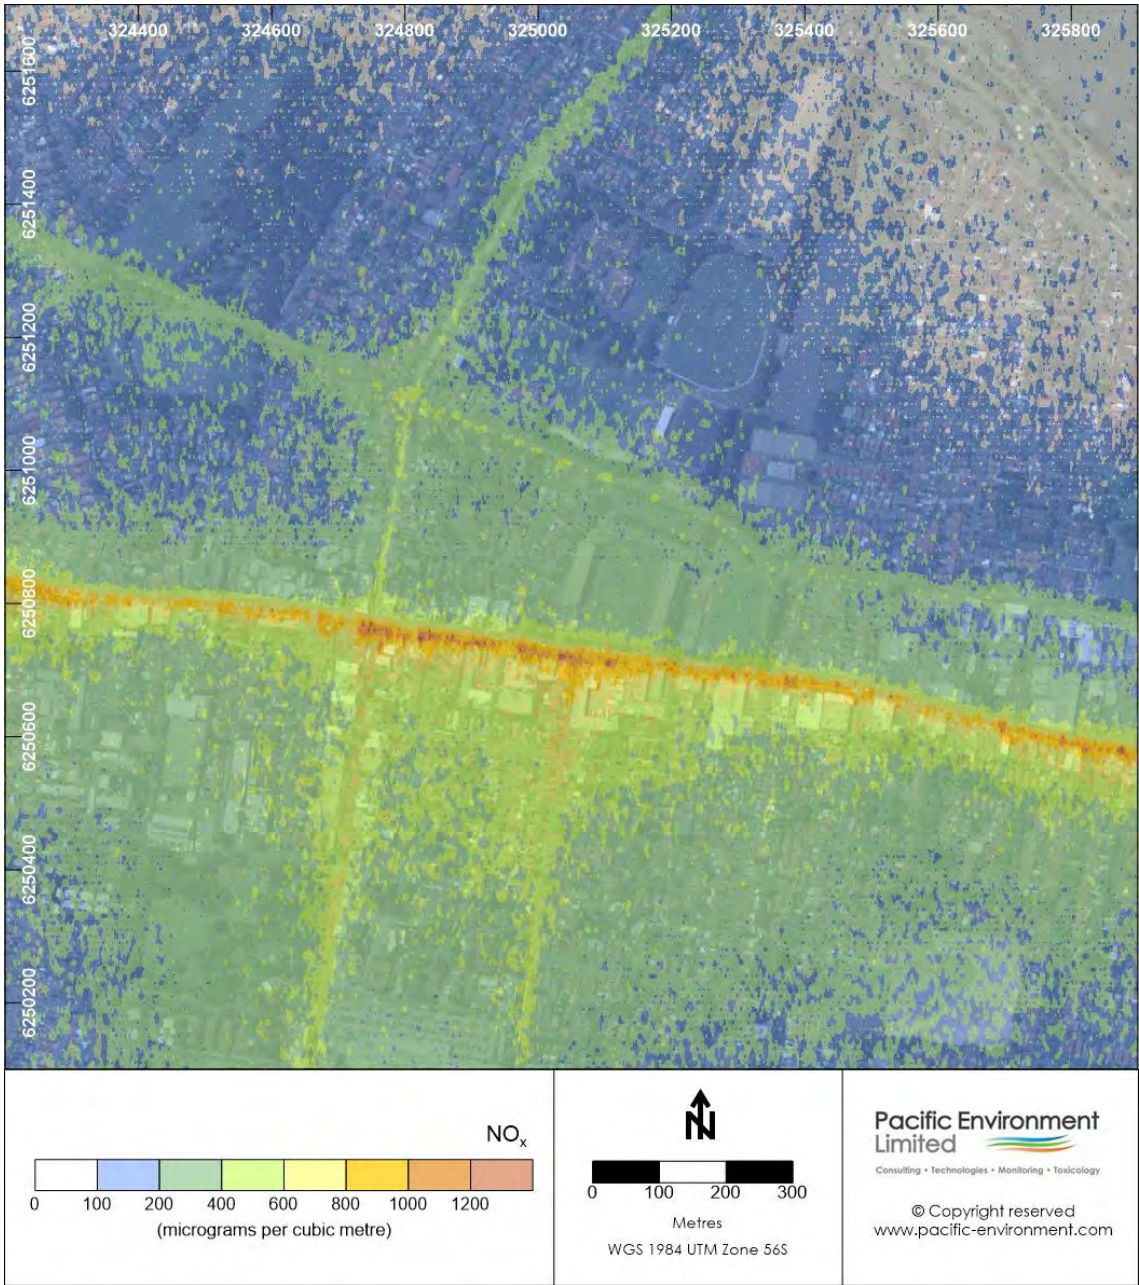 324400 324600 324800 325000 325200 325400 325600 325800
6251600
6251400
6251200
6251000
6250800
6250600
6250400
6250200
NOx
0 100 200 400 600 800 1000 1200
(micrograms per cubic metre)
N
0 100 200 300
Metres
WGS 1984 UTM Zone 56S
Pacific Environment
Limited
Consulting • Technologies • Monitoring • Toxicology
© Copyright reserved
www.pacific-environment.com